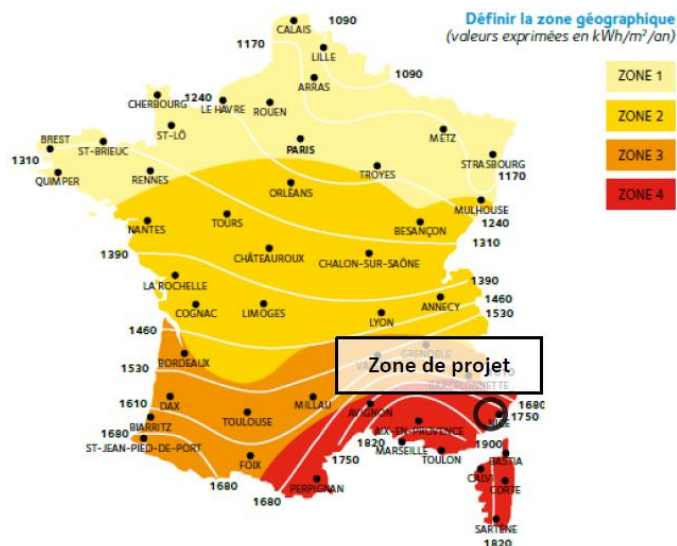 Définir la zone géographique
(valeurs exprimées en kWh/m²/an)
ZONE 1
ZONE 2
ZONE 3
ZONE 4
CALAIS
1090
1170
LILLE
1090
ARRAS
CHERBOURG
1240
LE HAVRE
ROUEN
ST-LÔ
METZ
BREST
ST-BRIEUC
PARIS
STRASBOURG
1310
1170
QUIMPER
RENNES
TROYES
ORLÉANS
MULHOUSE
NANTES
TOURS
BESANÇON
1240
1310
1390
CHÂTEAUROUX
CHALON-SUR-SAÔNE
LA ROCHELLE
1390
ANNECY
1460
COGNAC
LIMOGES
LYON
1530
1460
GRENOBLE
BORDEAUX
Zone de projet
1530
BARCELONNETTE
DAX
MILLAU
AVIGNON
1680
1610
NICE
1750
BIARRITZ
TOULOUSE
AIX-EN-PROVENCE
1680
1820
MARSEILLE
1900
ST-JEAN-PIED-DE-PORT
TOULON
BASTIA
FOIX
1750
CALVI
1680
1680
PERPIGNAN
CORTE
SARTÈNE
1820